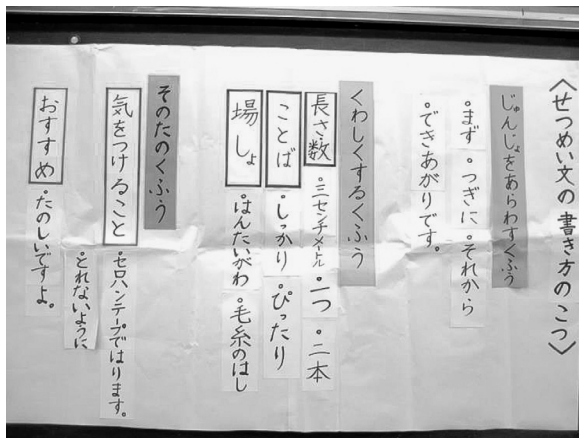 〈せつめい文の書き方のこつ〉
じゅんじょをあらわすくふう
。まず 。つぎに 。それから
。できあがりです。
くわしくするくふう
長さ、数 。三センチメートル 。一つ 。二本
ことば 。しっかり 。ぴったり
場しょ 。はんたいがわ 。毛糸のはし
そのたのくふう
気をつけること 。セロハンテープではります。
。とれないように
おすすめ 。たのしいですよ。